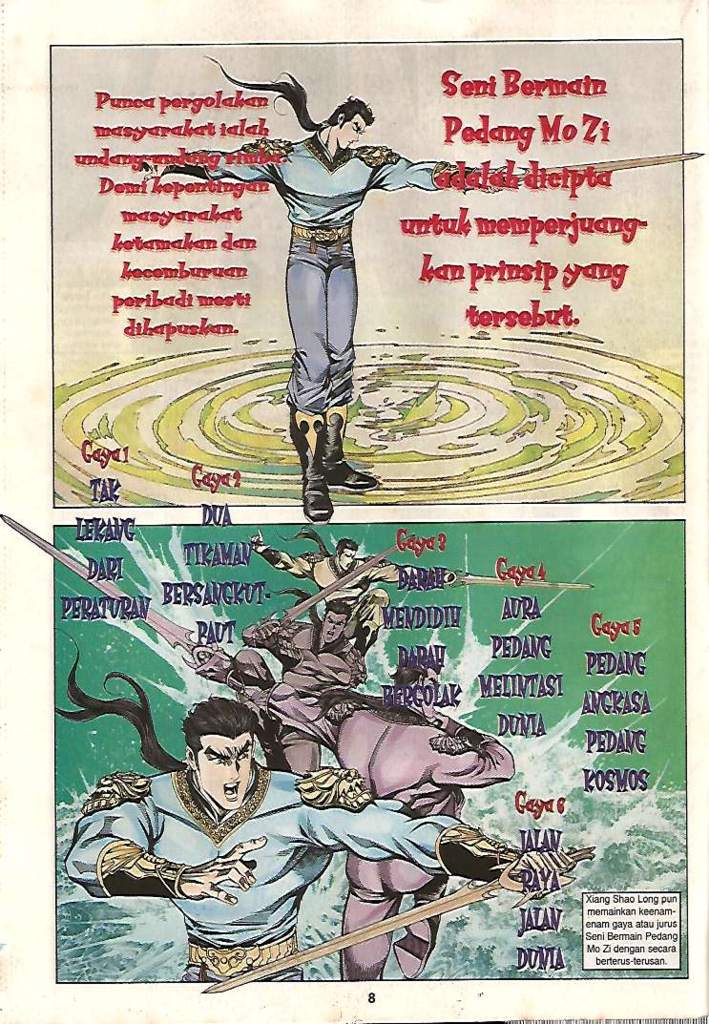 Punca pergolakan
masyarakat ialah
undang-undang rimba.
Demi kepentingan
masyarakat
ketamakan dan
kecemburuan
peribadi mesti
dihapuskan.
Seni Bermain
Pedang Mo Zi
adalah dicipta
untuk memperjuang-
kan prinsip yang
tersebut.
Gaya 1
TAK
LEKANG
DARI
PERATURAN
Gaya 2
DUA
TIKAMAN
BERSANGKUT-
PAUT
Gaya 3
DARAH
MENDIDIH
DARAH
BERGOLAK
Gaya 4
AURA
PEDANG
MELINTASI
DUNIA
Gaya 5
PEDANG
ANGKASA
PEDANG
KOSMOS
Gaya 6
JALAN
RAYA
JALAN
DUNIA
Xiang Shao Long pun
memainkan keenam-
enam gaya atau jurus
Seni Bermain Pedang
Mo Zi dengan secara
berterus-terusan.
8